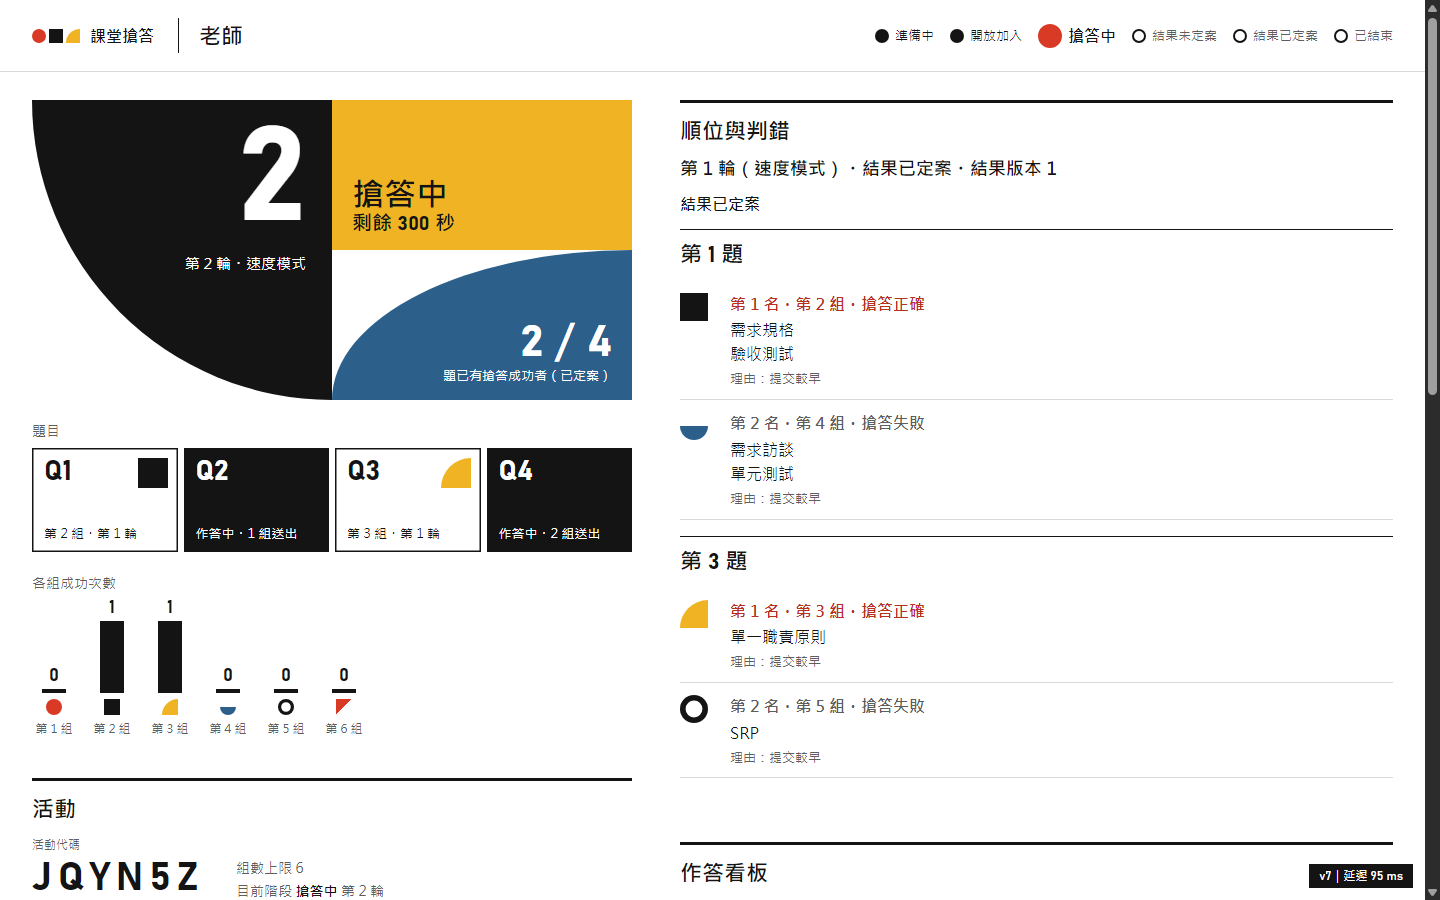 課堂搶答
老師
準備中
開放加入
搶答中
結果未定案
結果已定案
已結束
2
第 2 輪・速度模式
搶答中
剩餘 300 秒
2 / 4
題已有搶答成功者（已定案）
題目
Q1
第 2 組・第 1 輪
Q2
作答中・1 組送出
Q3
第 3 組・第 1 輪
Q4
作答中・2 組送出
各組成功次數
0
1
1
0
0
0
第 1 組
第 2 組
第 3 組
第 4 組
第 5 組
第 6 組
活動
活動代碼
JQYN5Z
組數上限 6
目前階段 搶答中 第 2 輪
順位與判錯
第 1 輪（速度模式）・結果已定案・結果版本 1
結果已定案
第 1 題
第 1 名・第 2 組・搶答正確
需求規格
驗收測試
理由：提交較早
第 2 名・第 4 組・搶答失敗
需求訪談
單元測試
理由：提交較早
第 3 題
第 1 名・第 3 組・搶答正確
單一職責原則
理由：提交較早
第 2 名・第 5 組・搶答失敗
SRP
理由：提交較早
作答看板
v7 | 延遲 95 ms